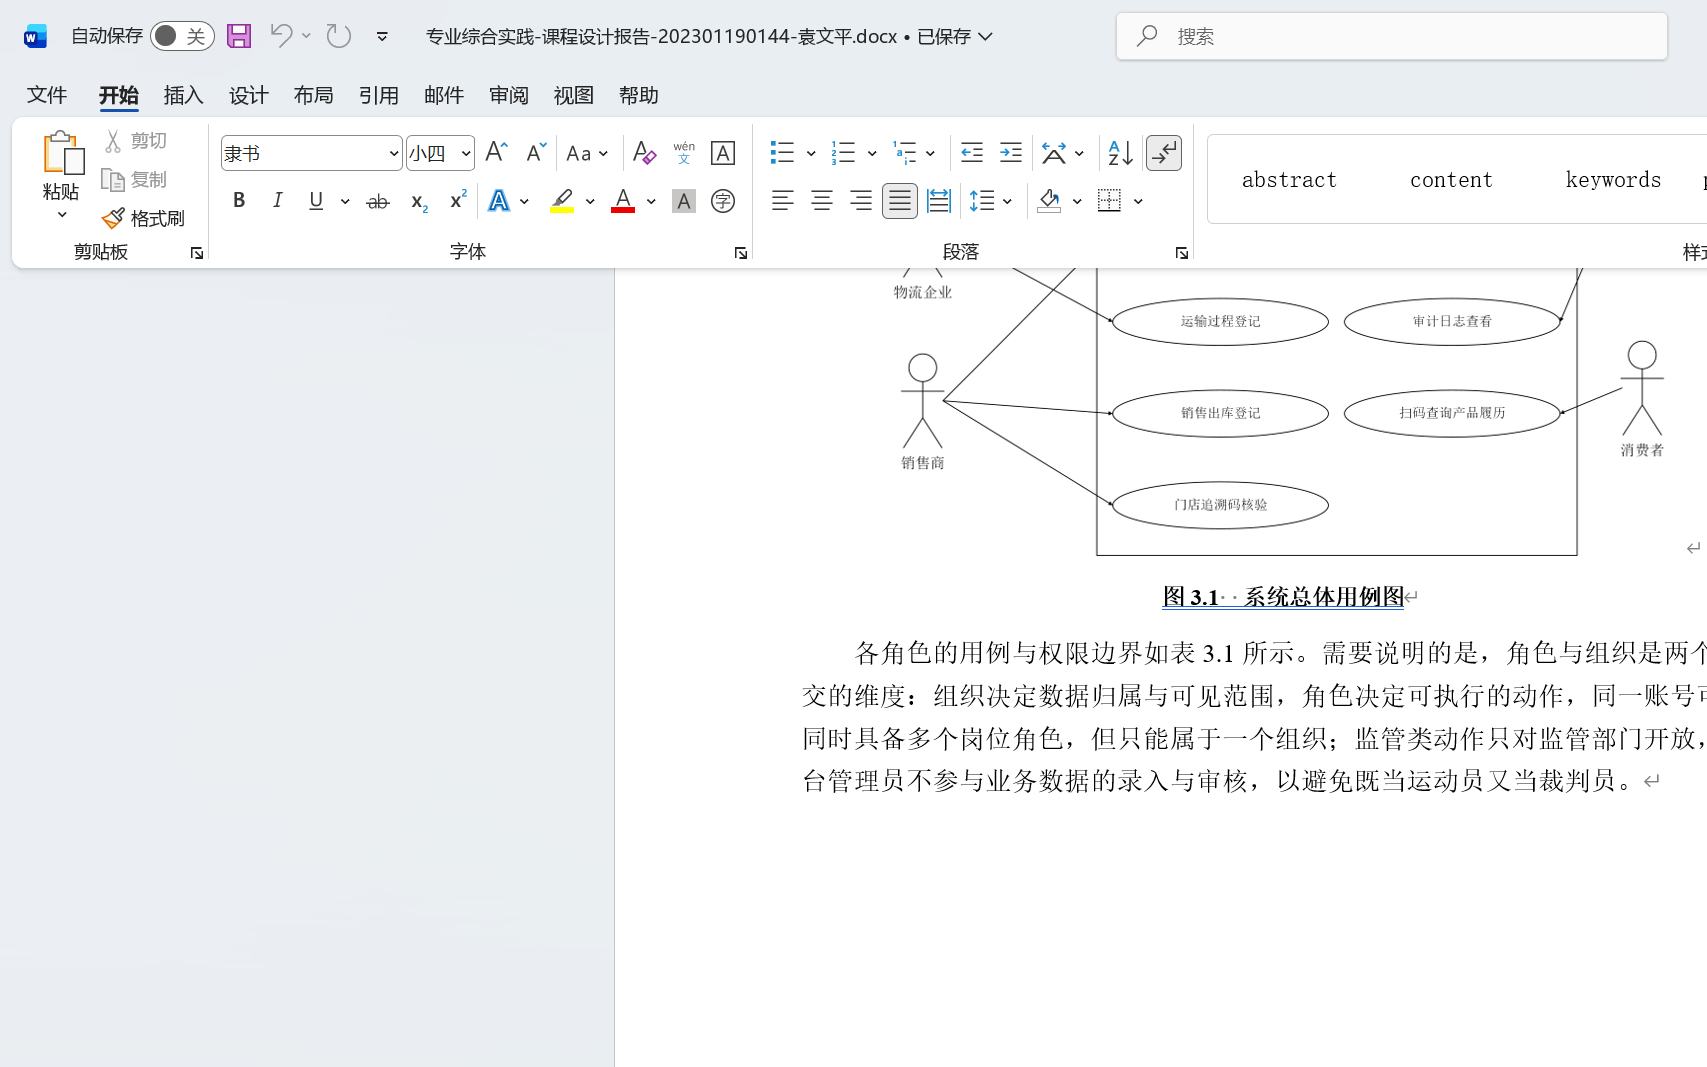 自动保存 关 专业综合实践-课程设计报告-202301190144-袁文平.docx • 已保存 搜索
文件 开始 插入 设计 布局 引用 邮件 审阅 视图 帮助
粘贴 剪切 复制 格式刷
剪贴板
隶书 小四 Aa wén 文 A
B I U ab x₂ x² A A A 字
字体
段落
abstract content keywords
样式
物流企业
运输过程登记 审计日志查看
销售出库登记 扫码查询产品履历
销售商 消费者
门店追溯码核验
图 3.1 系统总体用例图
各角色的用例与权限边界如表 3.1 所示。需要说明的是，角色与组织是两个
交的维度：组织决定数据归属与可见范围，角色决定可执行的动作，同一账号可
同时具备多个岗位角色，但只能属于一个组织；监管类动作只对监管部门开放，
台管理员不参与业务数据的录入与审核，以避免既当运动员又当裁判员。